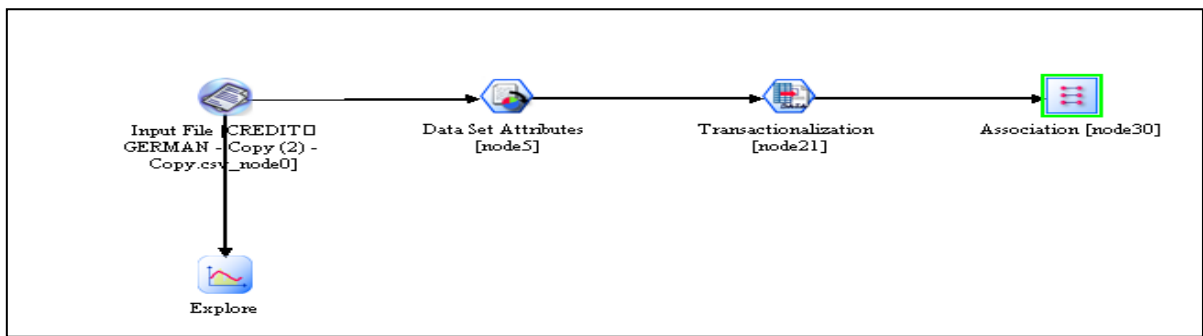 Input File [CREDIT□
GERMAN - Copy (2) -
Copy.csv_node0]
Data Set Attributes
[node5]
Transactionalization
[node21]
Association [node30]
Explore